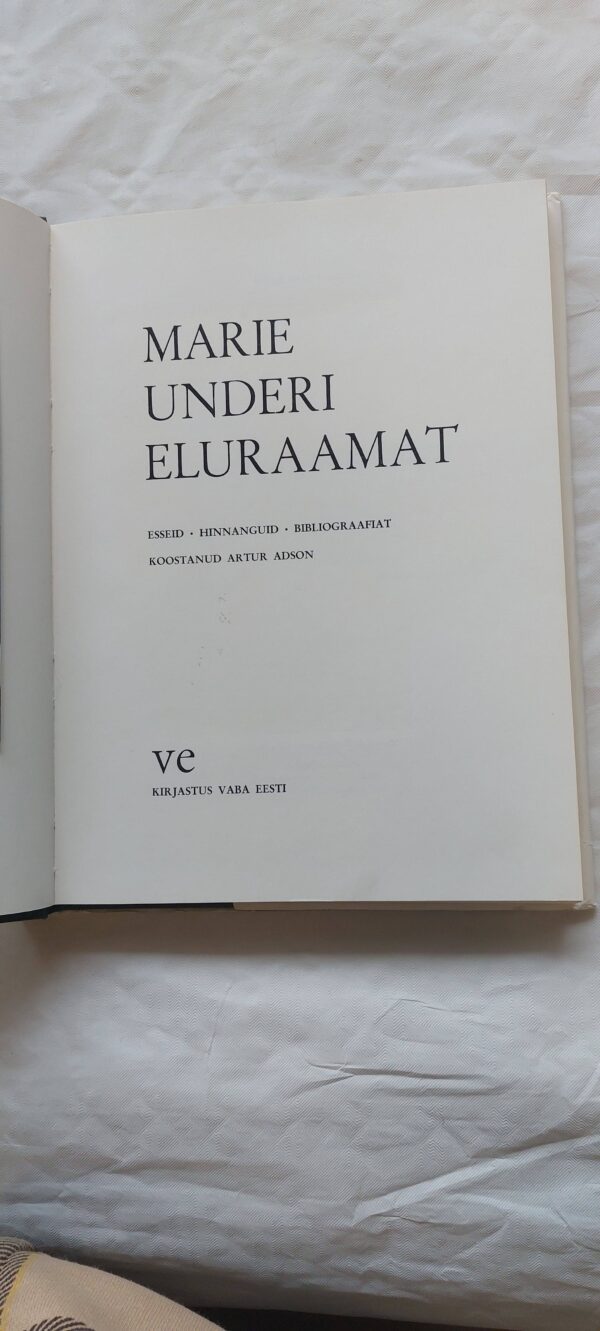 MARIE
UNDERI
ELURAAMAT
ESSEID · HINNANGUID · BIBLIOGRAAFIAT
KOOSTANUD ARTUR ADSON
ve
KIRJASTUS VABA EESTI